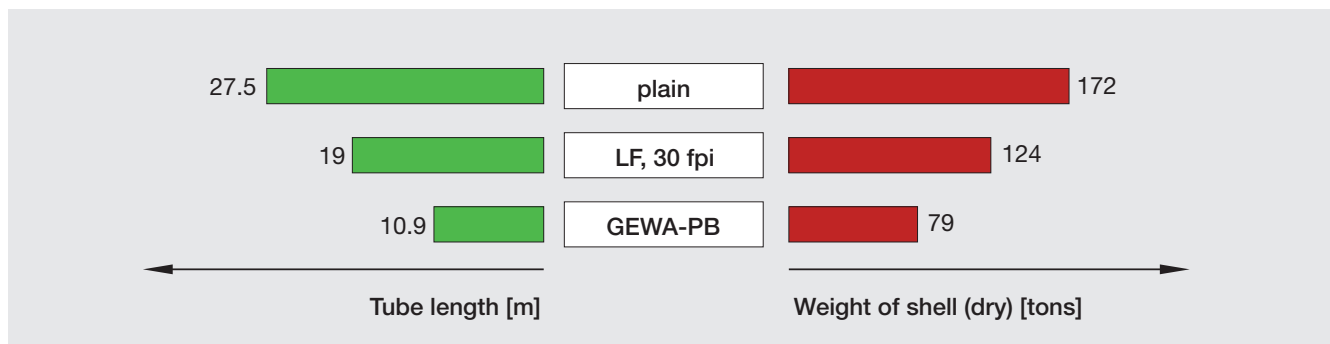 27.5 plain 172
19 LF, 30 fpi 124
10.9 GEWA-PB 79
Tube length [m] Weight of shell (dry) [tons]